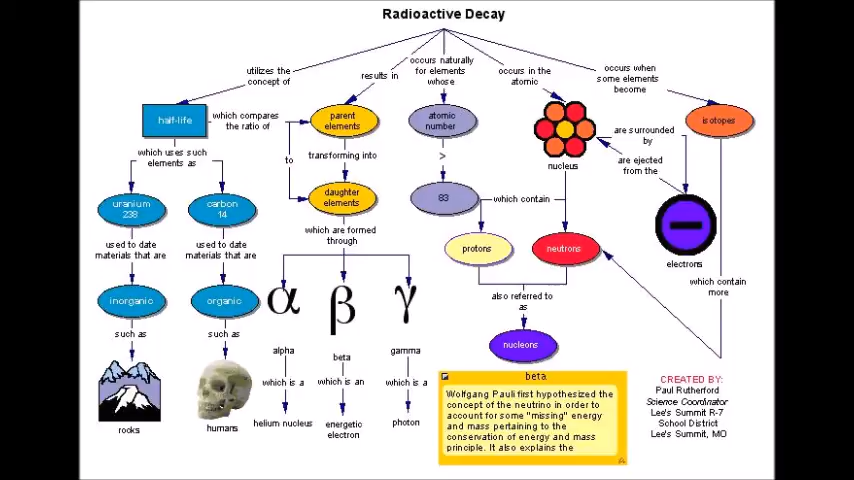 Radioactive Decay
utilizes the
concept of
results in
occurs naturally
for elements
whose
occurs in the
atomic
occurs when
some elements
become
half-life
which compares
the ratio of
parent
elements
atomic
number
nucleus
isotopes
are surrounded
by
are ejected
from the
which uses such
elements as
to
transforming into
>
uranium
238
carbon
14
daughter
elements
83
which contain
electrons
used to date
materials that are
used to date
materials that are
which are formed
through
protons
neutrons
which contain
more
inorganic
organic
α
β
γ
also referred to
as
such as
such as
nucleons
alpha
beta
gamma
which is a
which is an
which is a
rocks
humans
helium nucleus
energetic
electron
photon
beta
Wolfgang Pauli first hypothesized the
concept of the neutrino in order to
account for some "missing" energy
and mass pertaining to the
conservation of energy and mass
principle. It also explains the
CREATED BY:
Paul Rutherford
Science Coordinator
Lee's Summit R-7
School District
Lee's Summit, MO